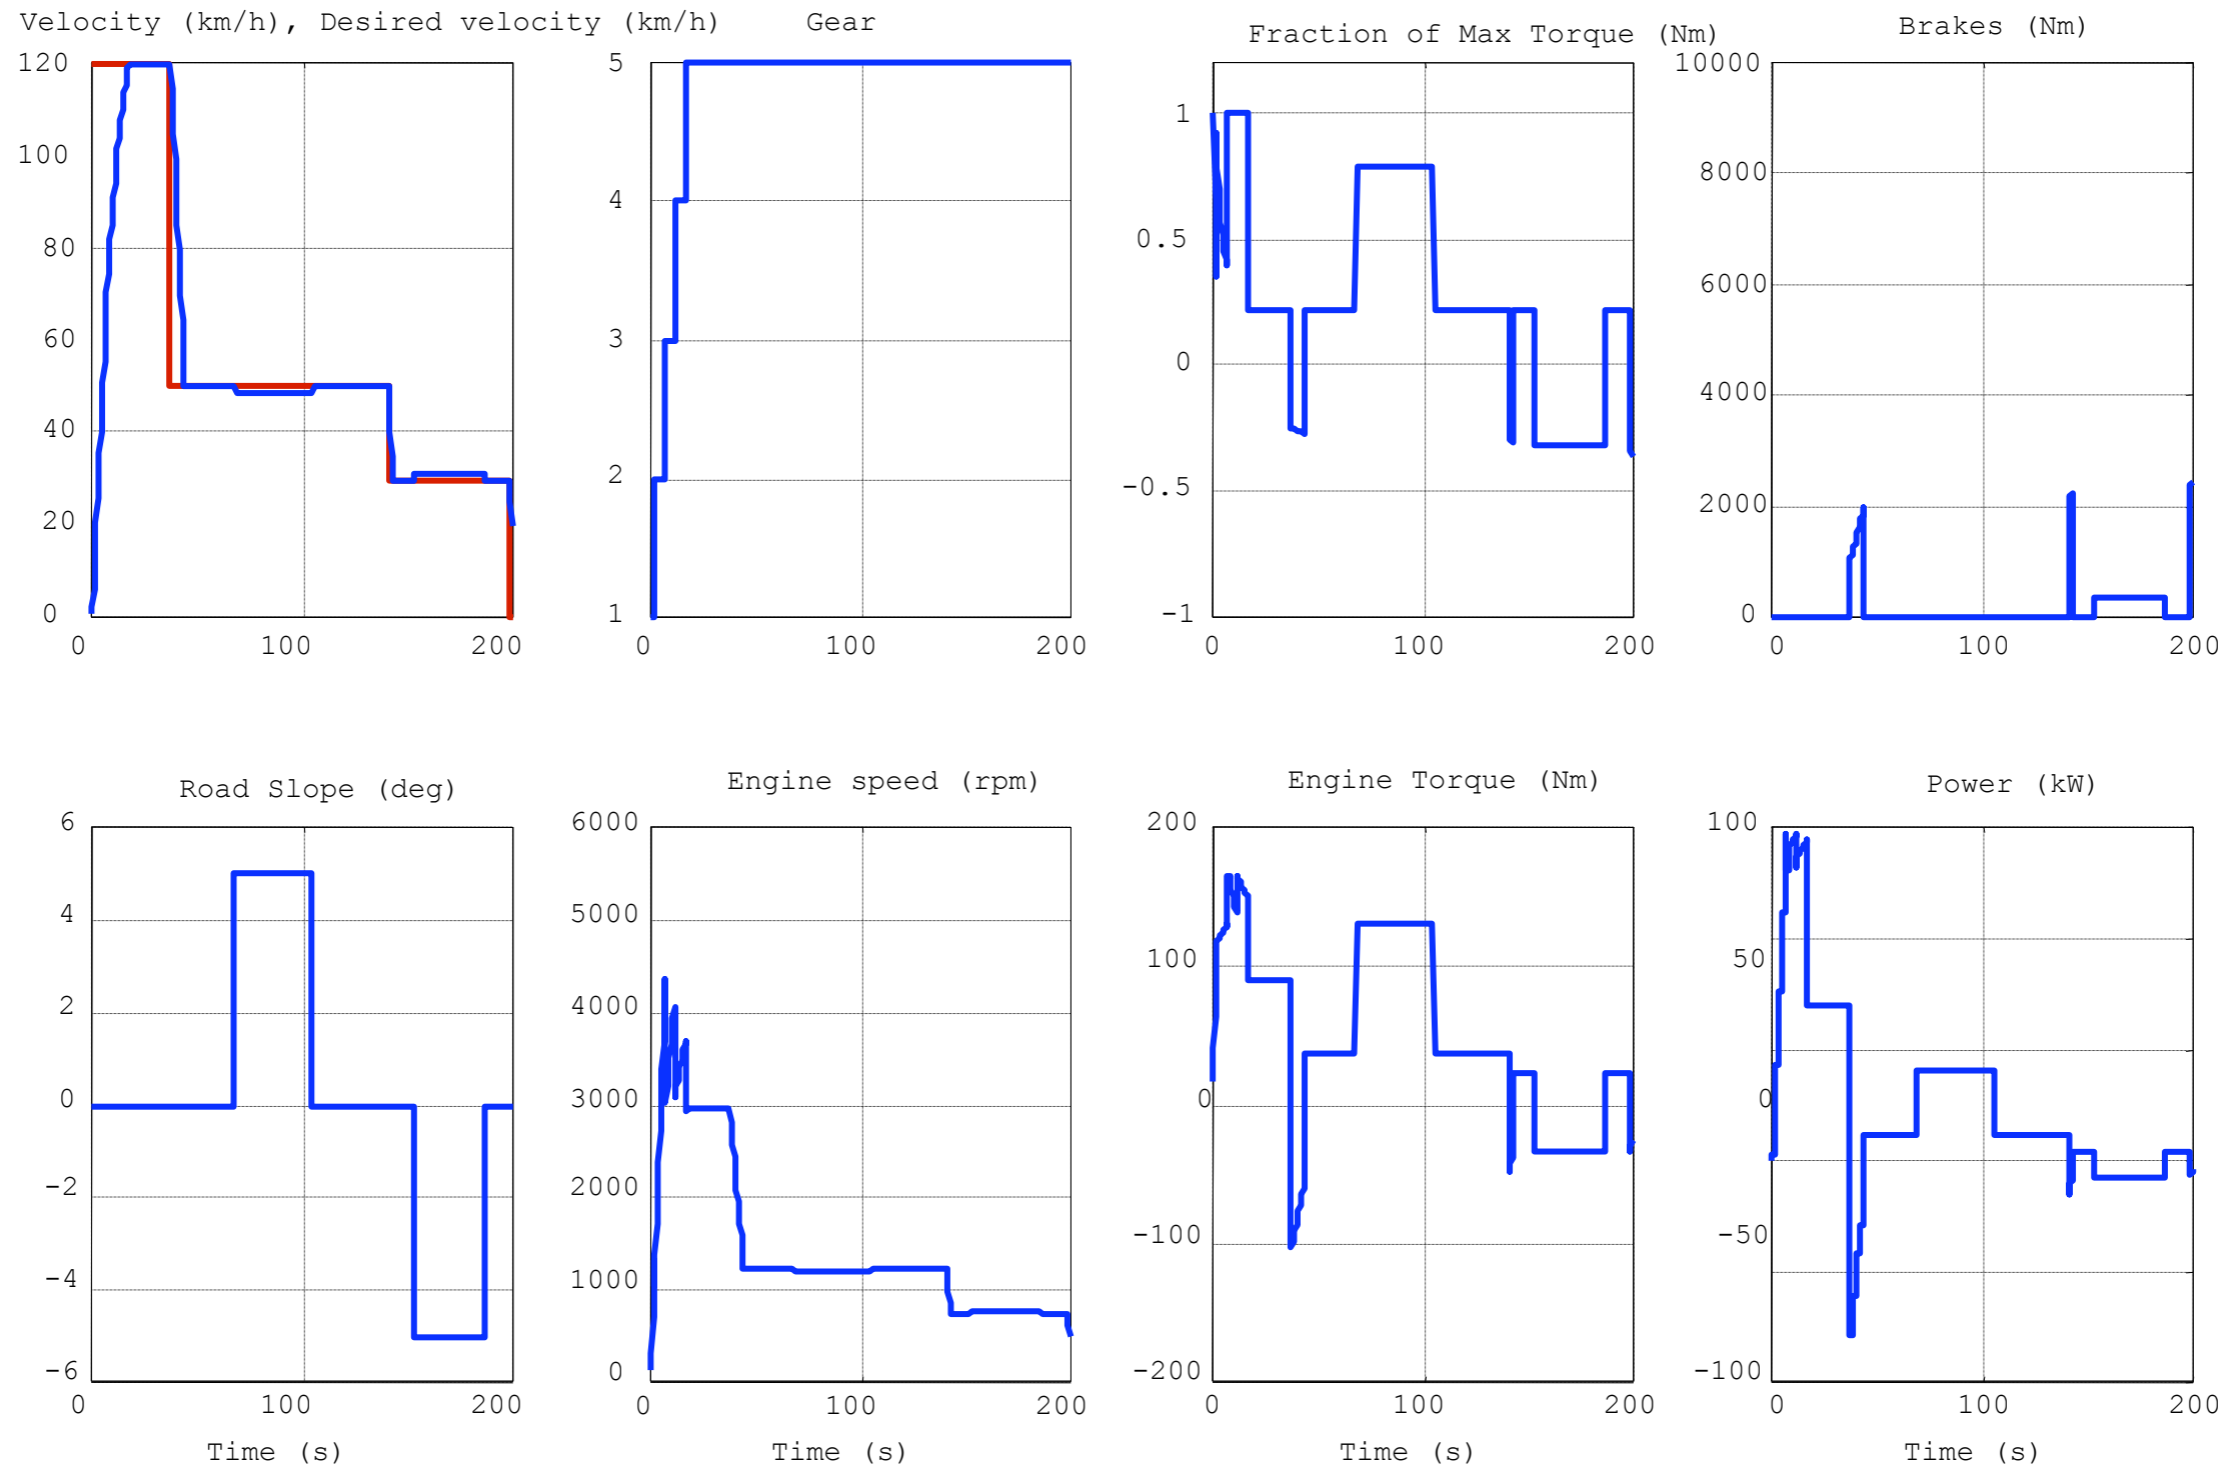 Velocity (km/h), Desired velocity (km/h)
120
100
80
60
40
20
0
0 100 200
Gear
5
4
3
2
1
0 100 200
Fraction of Max Torque (Nm)
1
0.5
0
-0.5
-1
0 100 200
Brakes (Nm)
10000
8000
6000
4000
2000
0
0 100 200
Road Slope (deg)
6
4
2
0
-2
-4
-6
0 100 200
Time (s)
Engine speed (rpm)
6000
5000
4000
3000
2000
1000
0
0 100 200
Time (s)
Engine Torque (Nm)
200
100
0
-100
-200
0 100 200
Time (s)
Power (kW)
100
50
0
-50
-100
0 100 200
Time (s)